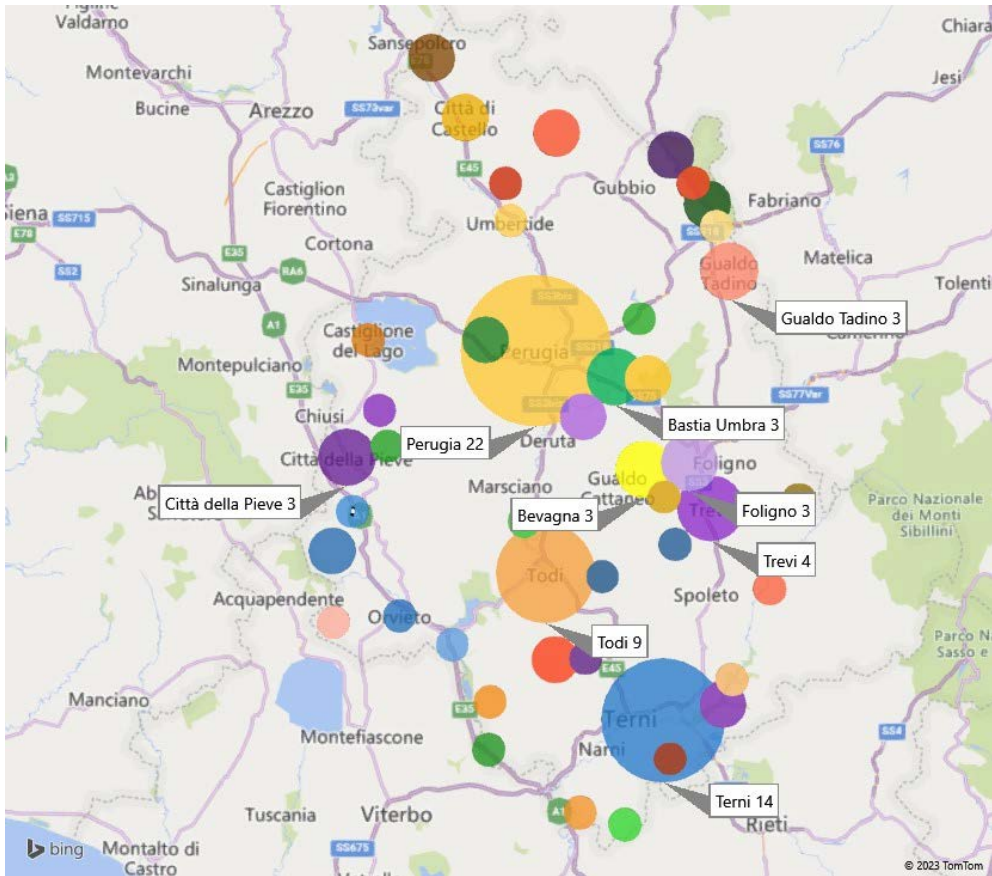 Figline
Valdarno
Chiara
Sansepolcro
Montevarchi
Jesi
Bucine
SS73var
Città di
Castello
Arezzo
SS76
E45
Gubbio
Castiglion
Fiorentino
Fabriano
Siena
SS715
Umbertide
E78
E35
Cortona
Matelica
SS2
RA6
Gualdo
Tadino
Sinalunga
Tolenti
A1
Gualdo Tadino 3
Castiglione
del Lago
Perugia
Montepulciano
E35
SS77Var
Chiusi
Bastia Umbra 3
Perugia 22
Deruta
Città della Pieve
Gualdo
Cattaneo
Foligno
Marsciano
Città della Pieve 3
Bevagna 3
Foligno 3
Trevi
Parco Nazionale
dei Monti
Sibillini
Trevi 4
Todi
Acquapendente
Spoleto
Orvieto
Todi 9
Parco Na
Sasso e
E45
Manciano
E35
Terni
SS4
Montefiascone
Narni
Terni 14
Tuscania
Viterbo
A1
Rieti
bing
Montalto di
Castro
SS675
© 2023 TomTom